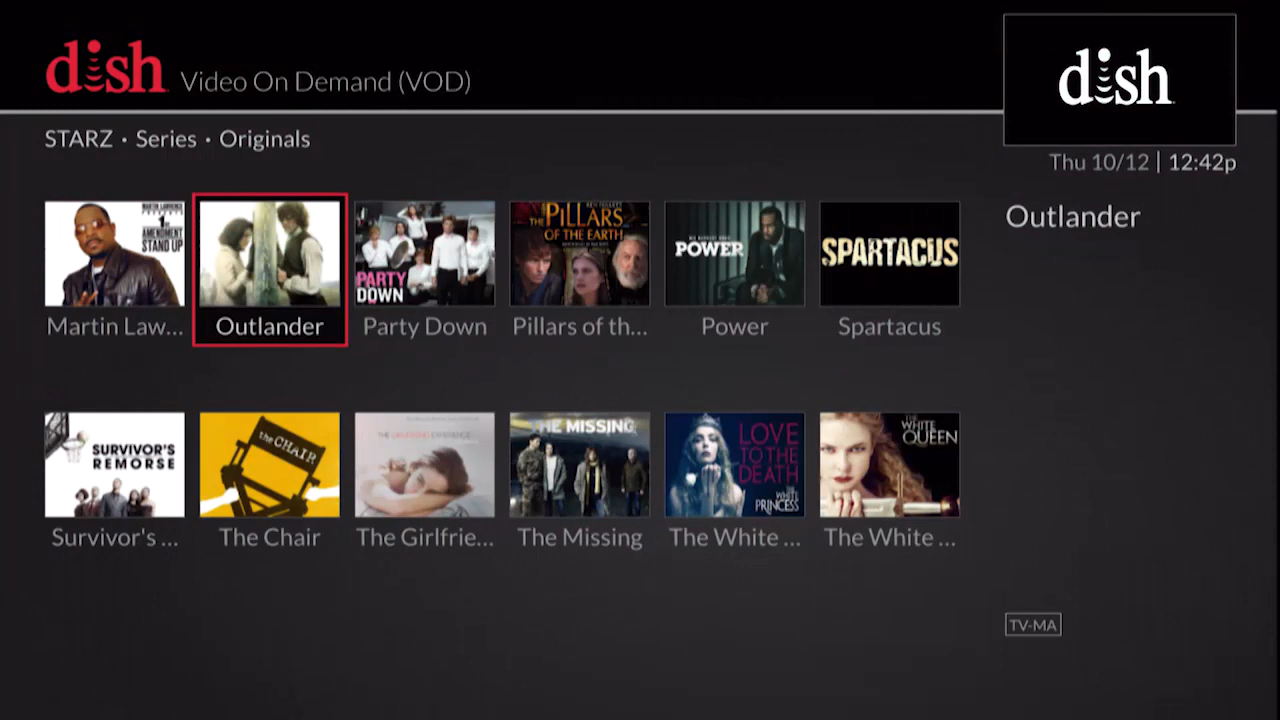 dish Video On Demand (VOD)
dish
STARZ · Series · Originals
Thu 10/12 | 12:42p
Outlander
MARTIN LAWRENCE
1st
AMENDMENT
STAND UP
PARTY
DOWN
THE PILLARS
OF THE EARTH
POWER
SPARTACUS
Martin Law...
Outlander
Party Down
Pillars of th...
Power
Spartacus
SURVIVOR'S
REMORSE
the CHAIR
THE MISSING
LOVE
TO THE
DEATH
THE
WHITE
PRINCESS
THE
WHITE
QUEEN
Survivor's ...
The Chair
The Girlfrie...
The Missing
The White ...
The White ...
TV-MA